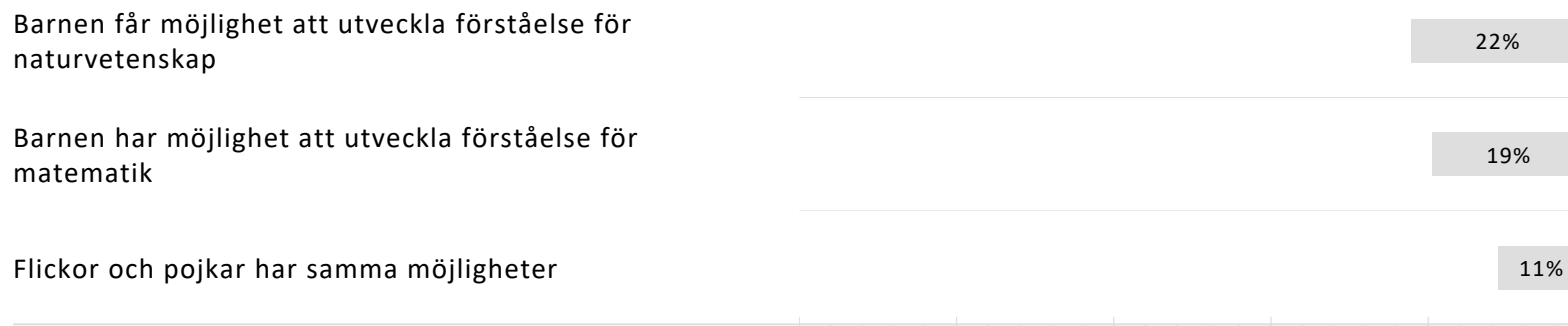 Barnen får möjlighet att utveckla förståelse för
naturvetenskap
22%
Barnen har möjlighet att utveckla förståelse för
matematik
19%
Flickor och pojkar har samma möjligheter
11%